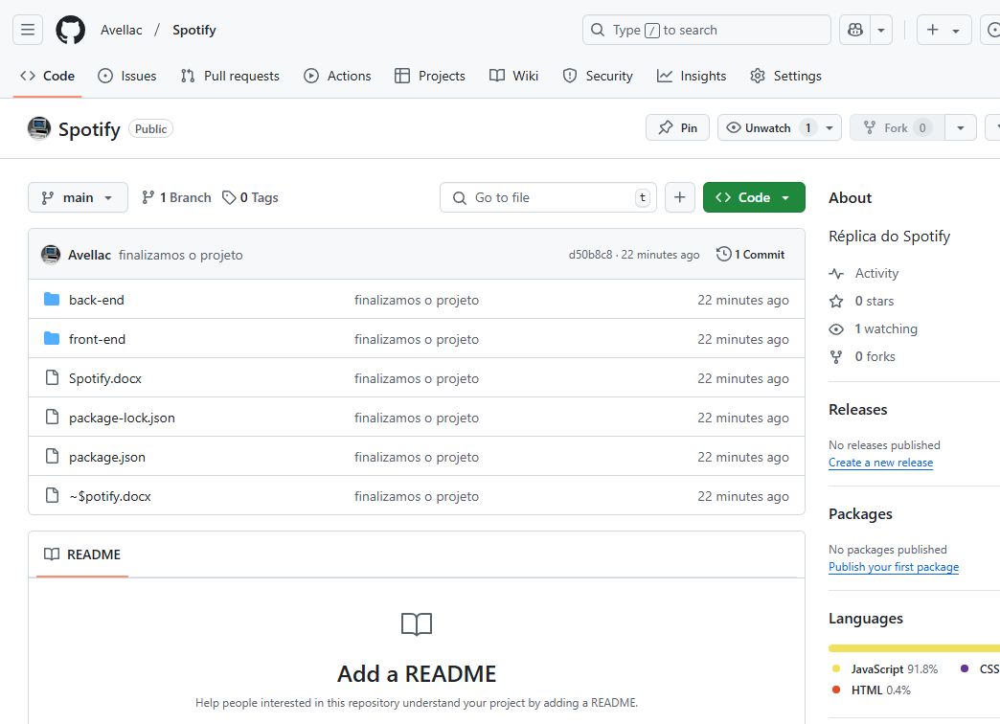 Avellac / Spotify Type / to search
Code Issues Pull requests Actions Projects Wiki Security Insights Settings
Spotify Public Pin Unwatch 1 Fork 0
main 1 Branch 0 Tags Go to file t Code
Avellac finalizamos o projeto d50b8c8 · 22 minutes ago 1 Commit
back-end finalizamos o projeto 22 minutes ago
front-end finalizamos o projeto 22 minutes ago
Spotify.docx finalizamos o projeto 22 minutes ago
package-lock.json finalizamos o projeto 22 minutes ago
package.json finalizamos o projeto 22 minutes ago
~$potify.docx finalizamos o projeto 22 minutes ago
README
Add a README
Help people interested in this repository understand your project by adding a README.
About
Réplica do Spotify
Activity
0 stars
1 watching
0 forks
Releases
No releases published
Create a new release
Packages
No packages published
Publish your first package
Languages
JavaScript 91.8% CSS
HTML 0.4%